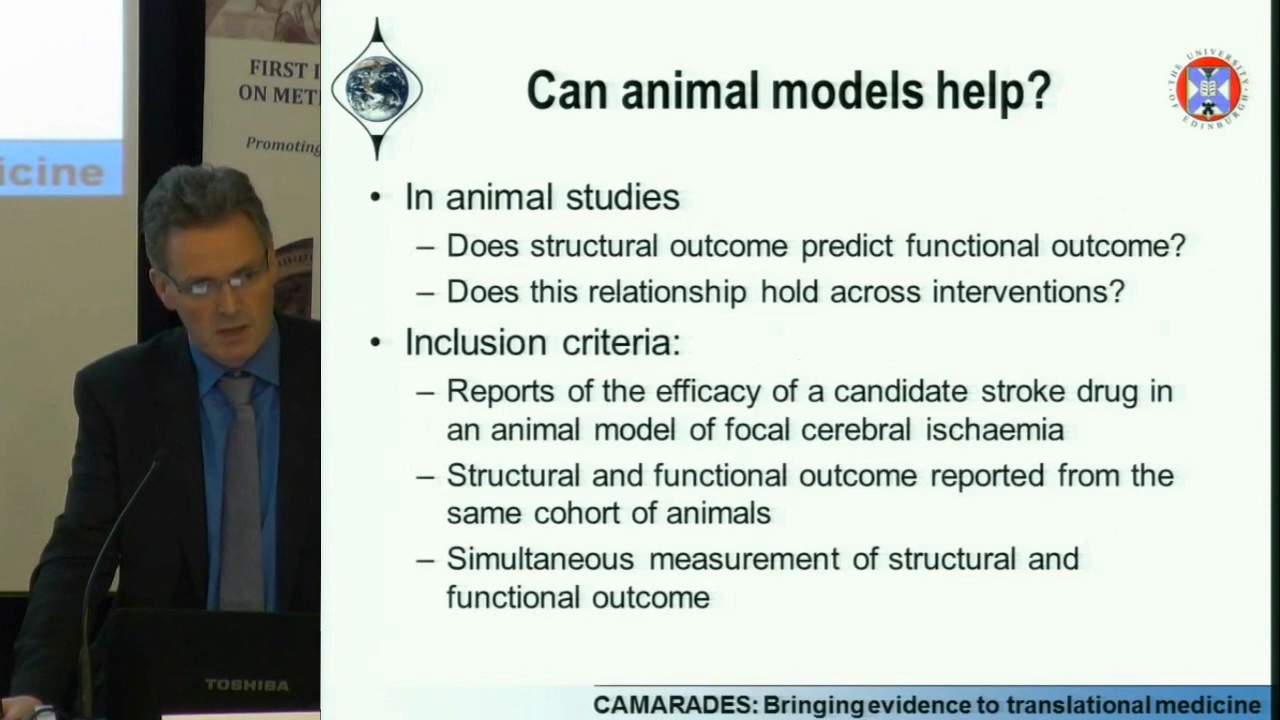 icine
FIRST I
ON MET
Promoting
TOSHIBA
Can animal models help?
THE UNIVERSITY OF EDINBURGH
• In animal studies
– Does structural outcome predict functional outcome?
– Does this relationship hold across interventions?
• Inclusion criteria:
– Reports of the efficacy of a candidate stroke drug in
an animal model of focal cerebral ischaemia
– Structural and functional outcome reported from the
same cohort of animals
– Simultaneous measurement of structural and
functional outcome
CAMARADES: Bringing evidence to translational medicine